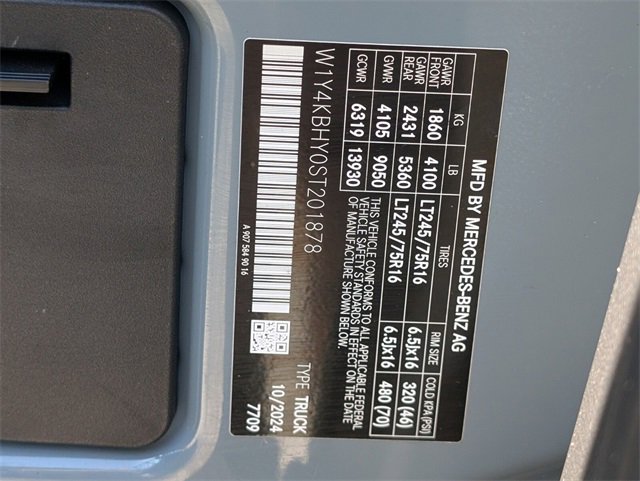 MFD BY MERCEDES-BENZ AG
KG LB TIRES RIM SIZE COLD KPA(PSI)
GAWR FRONT 1860 4100 LT245/75R16 6.5Jx16 320 (46)
GAWR REAR 2431 5360 LT245/75R16 6.5Jx16 480 (70)
GVWR 4105 9050
GCWR 6319 13930
THIS VEHICLE CONFORMS TO ALL APPLICABLE FEDERAL
VEHICLE SAFETY STANDARDS IN EFFECT ON THE DATE
OF MANUFACTURE SHOWN BELOW.
W1Y4KBHY0ST201878
TYPE TRUCK
10/2024
7709
A 907 584 90 16